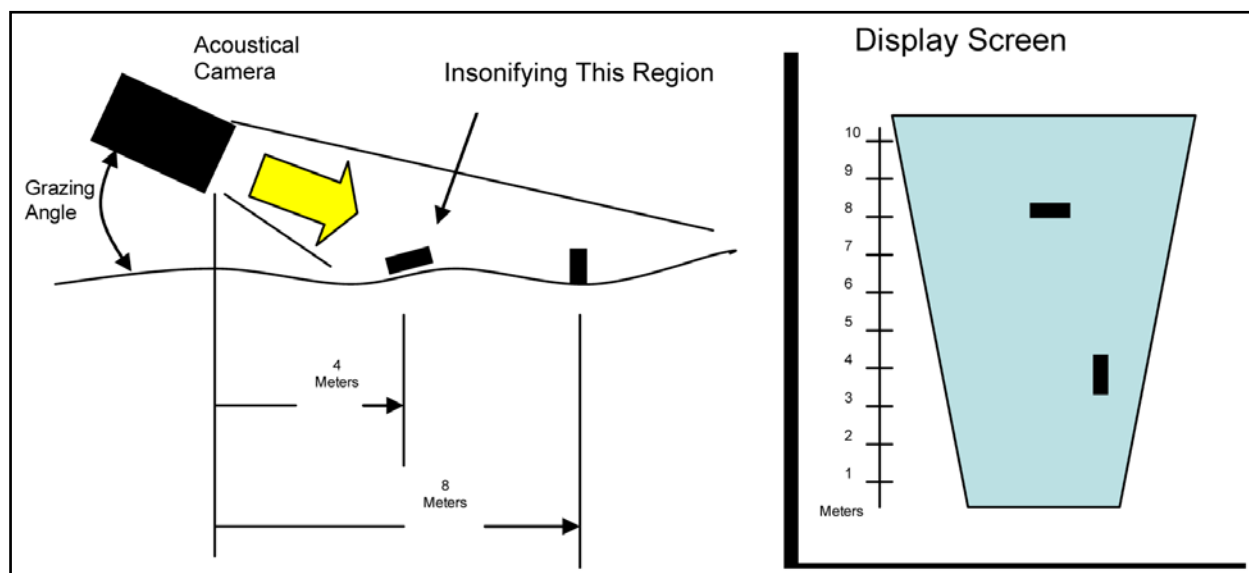 Acoustical
Camera
Insonifying This Region
Grazing
Angle
4
Meters
8
Meters
Display Screen
10
9
8
7
6
5
4
3
2
1
Meters